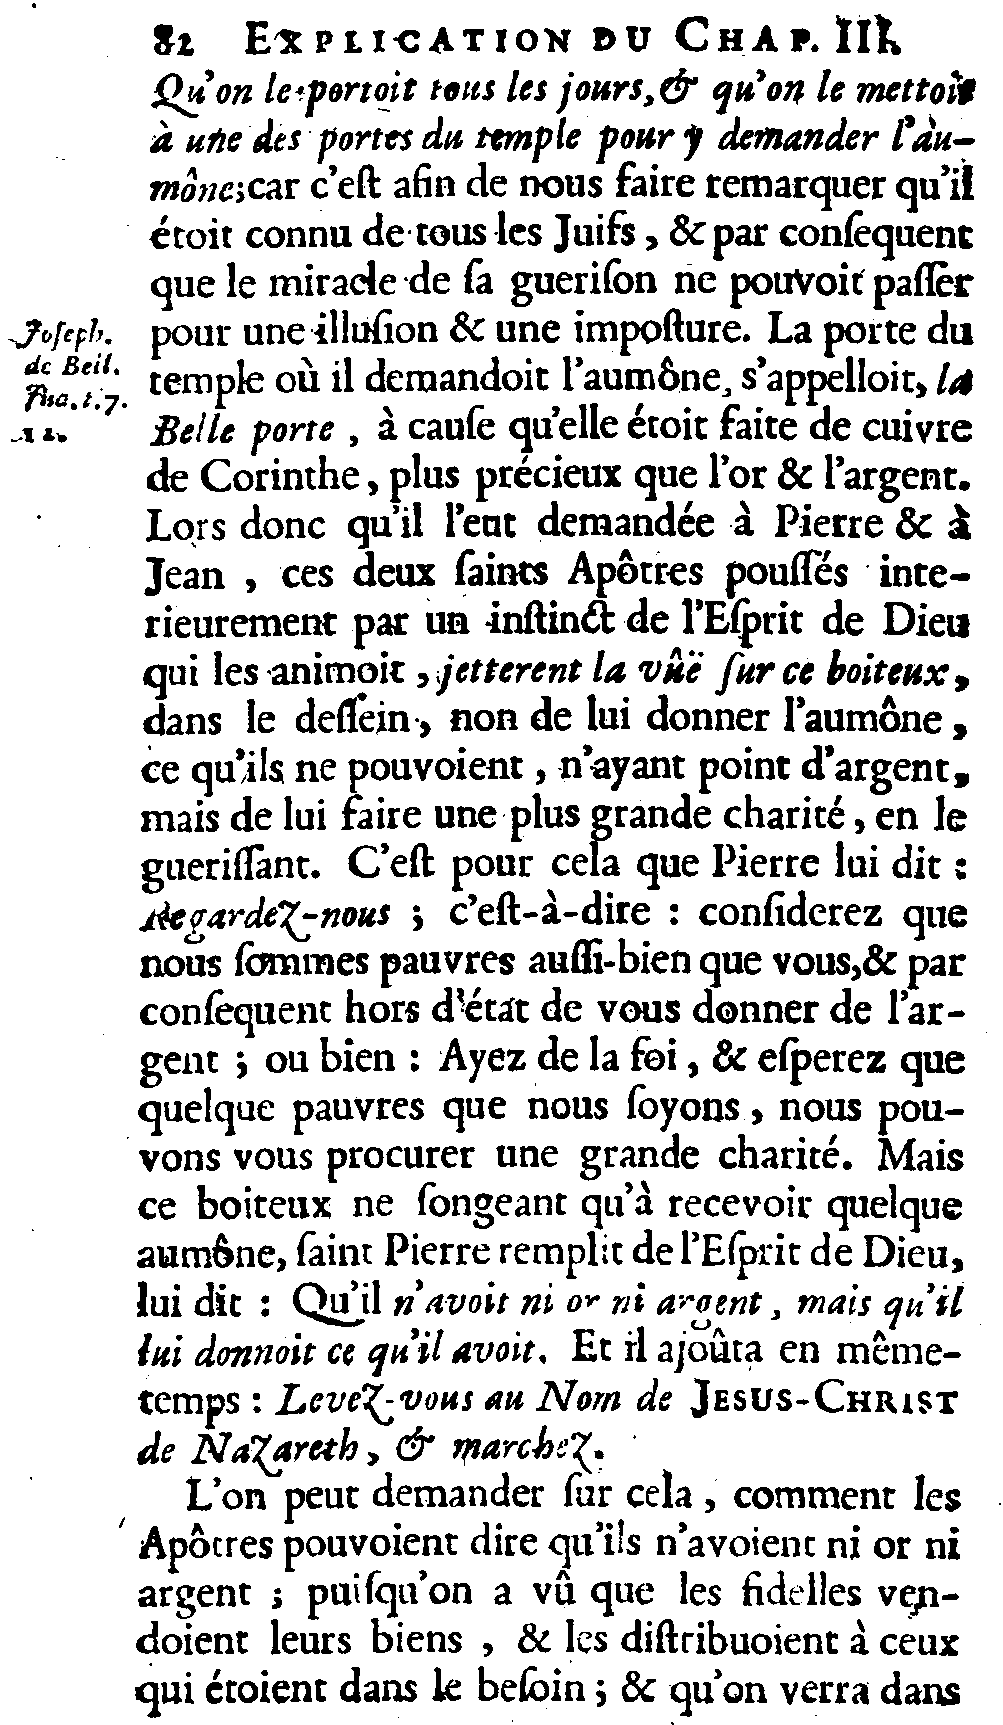 82 EXPLICATION DU CHAP. III.
Qu'on le portoit tous les jours, & qu'on le mettoit
à une des portes du temple pour y demander l'au-
mône; car c'eſt afin de nous faire remarquer qu'il
étoit connu de tous les Juifs, & par conſequent
que le miracle de ſa gueriſon ne pouvoit paſſer
pour une illuſion & une impoſture. La porte du
temple où il demandoit l'aumône, s'appelloit, la
Belle porte, à cauſe qu'elle étoit faite de cuivre
de Corinthe, plus précieux que l'or & l'argent.
Lors donc qu'il l'eut demandée à Pierre & à
Jean, ces deux ſaints Apôtres pouſſés inte-
rieurement par un inſtinct de l'Eſprit de Dieu
qui les animoit, jetterent la vûë ſur ce boiteux,
dans le deſſein, non de lui donner l'aumône,
ce qu'ils ne pouvoient, n'ayant point d'argent,
mais de lui faire une plus grande charité, en le
gueriſſant. C'eſt pour cela que Pierre lui dit :
Regardez-nous ; c'eſt-à-dire : conſiderez que
nous ſommes pauvres auſſi-bien que vous, & par
conſequent hors d'état de vous donner de l'ar-
gent ; ou bien : Ayez de la foi, & eſperez que
quelque pauvres que nous ſoyons, nous pou-
vons vous procurer une grande charité. Mais
ce boiteux ne ſongeant qu'à recevoir quelque
aumône, ſaint Pierre remplit de l'Eſprit de Dieu,
lui dit : Qu'il n'avoit ni or ni argent, mais qu'il
lui donnoit ce qu'il avoit. Et il ajoûta en même-
temps : Levez-vous au Nom de JESUS-CHRIST
de Nazareth, & marchez.
L'on peut demander ſur cela, comment les
Apôtres pouvoient dire qu'ils n'avoient ni or ni
argent ; puiſqu'on a vû que les fidelles ven-
doient leurs biens, & les diſtribuoient à ceux
qui étoient dans le beſoin ; & qu'on verra dans
Joſeph.
de Bell.
l. 7.
12.